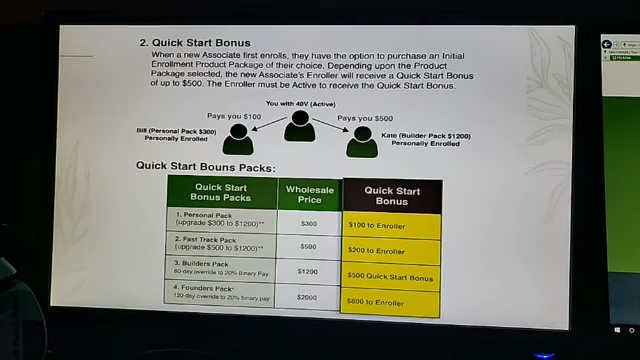 2. Quick Start Bonus
When a new Associate first enrolls, they have the option to purchase an Initial
Enrollment Product Package of their choice. Depending upon the Product
Package selected, the new Associate's Enroller will receive a Quick Start Bonus
of up to $500. The Enroller must be Active to receive the Quick Start Bonus.
You with 40V (Active)
Pays you $100
Pays you $500
Bill (Personal Pack $300)
Personally Enrolled
Kate (Builder Pack $1200)
Personally Enrolled
Quick Start Bouns Packs:
Quick Start
Bonus Packs
Wholesale
Price
Quick Start
Bonus
1. Personal Pack
(upgrade $300 to $1200)**
$300
$100 to Enroller
2. Fast Track Pack
(upgrade $500 to $1200)**
$500
$200 to Enroller
3. Builders Pack
60-day override to 20% Binary Pay
$1200
$500 Quick Start Bonus
4. Founders Pack*
120-day override to 20% binary pay
$2000
$800 to Enroller